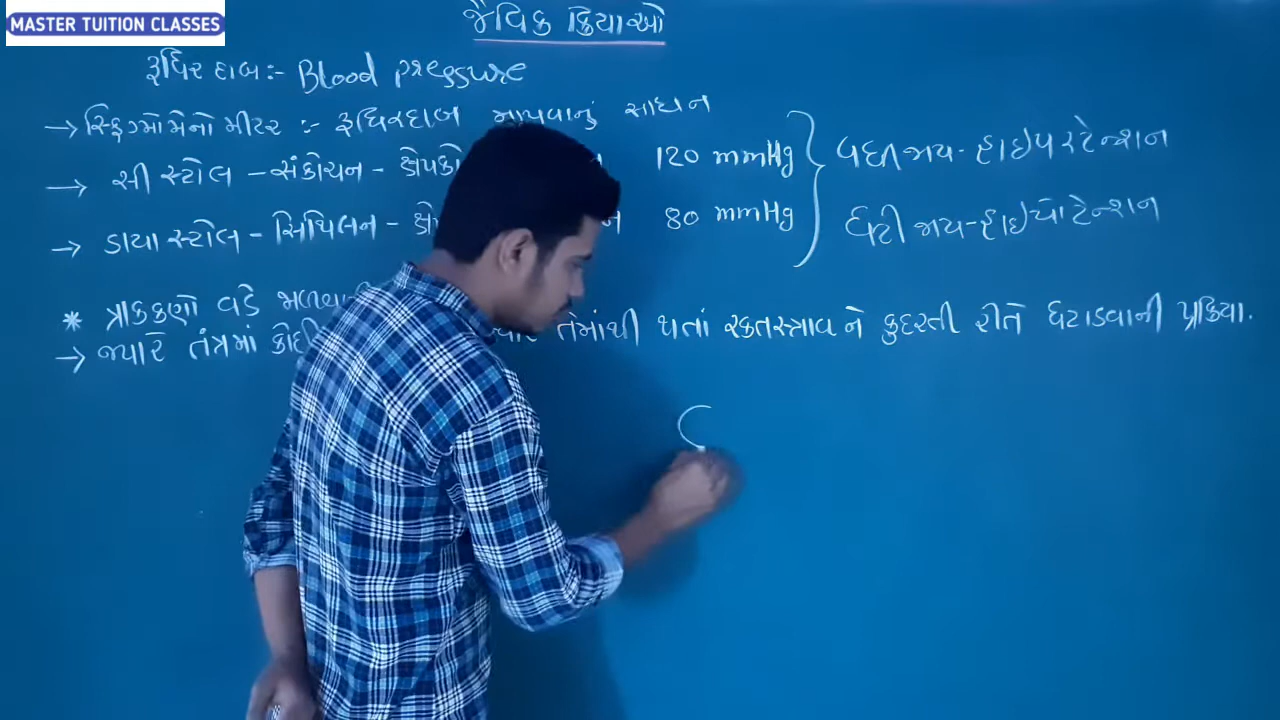 MASTER TUITION CLASSES
જૈવિક ક્રિયાઓ
રૂધિર દાબ :- Blood pressure
→ સ્ફિગ્મોમેનોમીટર :- રૂધિરદાબ માપવાનું સાધન
→ સીસ્ટોલ - સંકોચન - 120 mmHg વધી જાય - હાઇપરટેન્શન
→ ડાયાસ્ટોલ - સિથિલન - 80 mmHg ઘટી જાય - હાઇપોટેન્શન
* ત્રાકકણો વડે
→ જ્યારે તંત્રમાં તેમાંથી થતાં રક્તસ્ત્રાવ ને કુદરતી રીતે ઘટાડવાની પ્રક્રિયા.